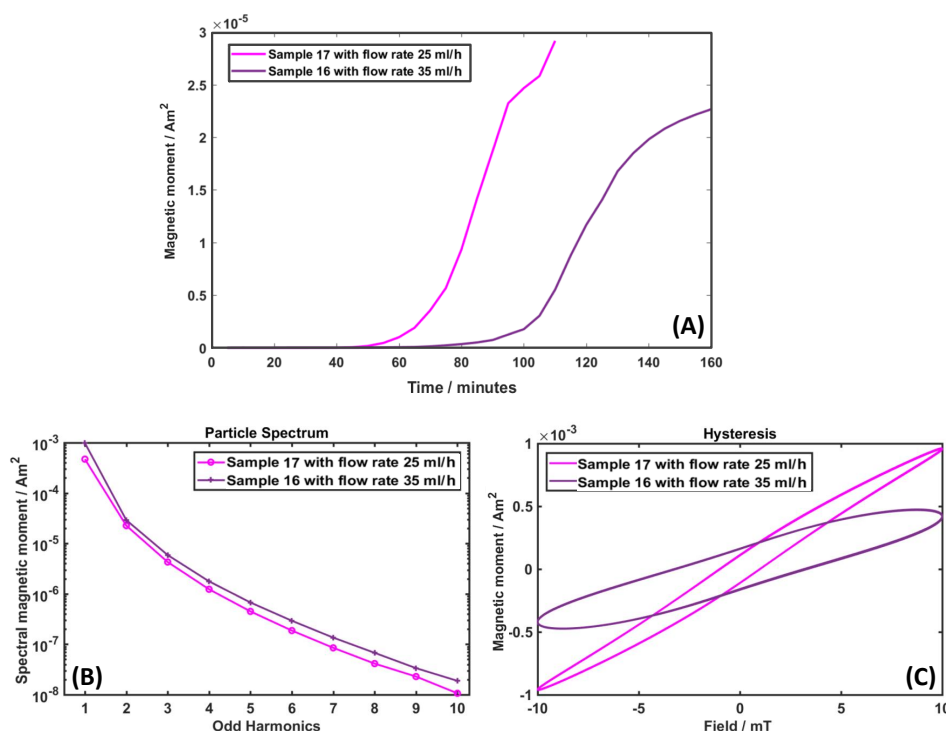 ×10⁻⁵
3
2.5
2
1.5
1
0.5
0
Magnetic moment / Am²
Sample 17 with flow rate 25 ml/h
Sample 16 with flow rate 35 ml/h
(A)
0 20 40 60 80 100 120 140 160
Time / minutes
Particle Spectrum
10⁻³
10⁻⁴
10⁻⁵
10⁻⁶
10⁻⁷
10⁻⁸
Spectral magnetic moment / Am²
Sample 17 with flow rate 25 ml/h
Sample 16 with flow rate 35 ml/h
(B)
1 2 3 4 5 6 7 8 9 10
Odd Harmonics
×10⁻³
Hysteresis
1
0.5
0
-0.5
-1
Magnetic moment / Am²
Sample 17 with flow rate 25 ml/h
Sample 16 with flow rate 35 ml/h
(C)
-10 -5 0 5 10
Field / mT